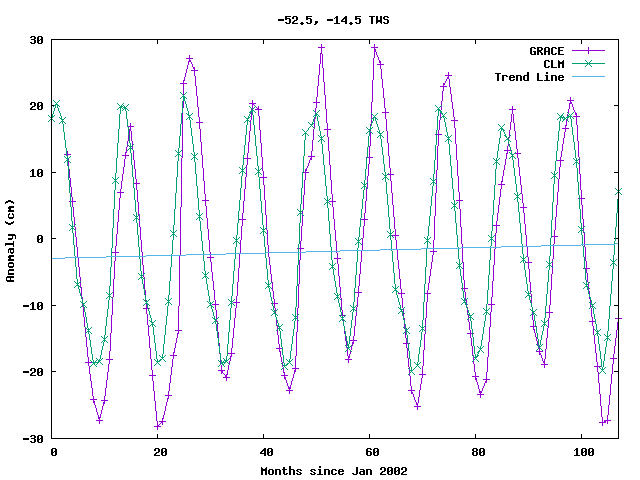 -52.5, -14.5 TWS
GRACE
CLM
Trend Line
30
20
10
0
-10
-20
-30
Anomaly (cm)
0 20 40 60 80 100
Months since Jan 2002